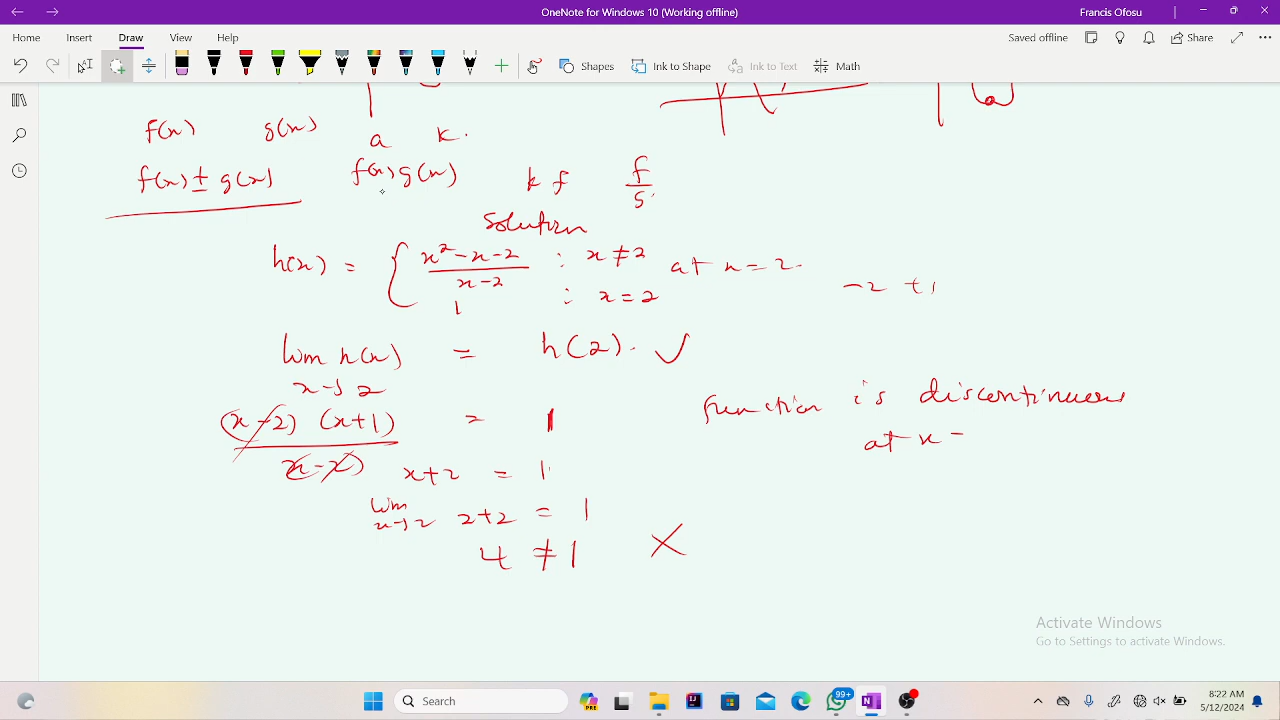 OneNote for Windows 10 (Working offline)
Francis Ofosu
Home Insert Draw View Help
Saved offline Share
Shapes Ink to Shape Ink to Text Math
f(x) g(x) a k.
f(x) ± g(x) f(x) g(x) k f f/g
Solution
h(x) = { x²-x-2 / x-2 : x ≠ 2 at x = 2
1 : x = 2
-2 +1
lim h(x) = h(2). ✓
x→2
(x-2) (x+1) / x-2 = 1
function is discontinuous
at x =
x+2 = 1
lim x→2 2+2 = 1
4 ≠ 1 ×
Activate Windows
Go to Settings to activate Windows.
Search
PRE
99+
8:22 AM
5/12/2024